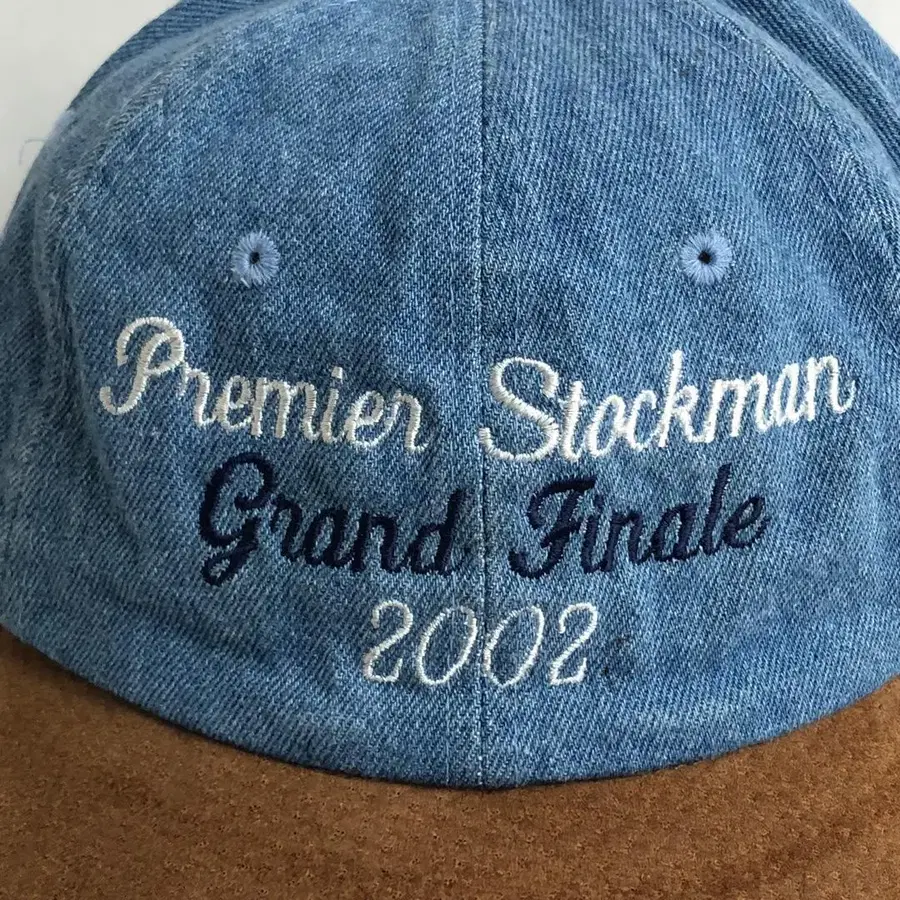 Premier Stockman
Grand Finale
2002